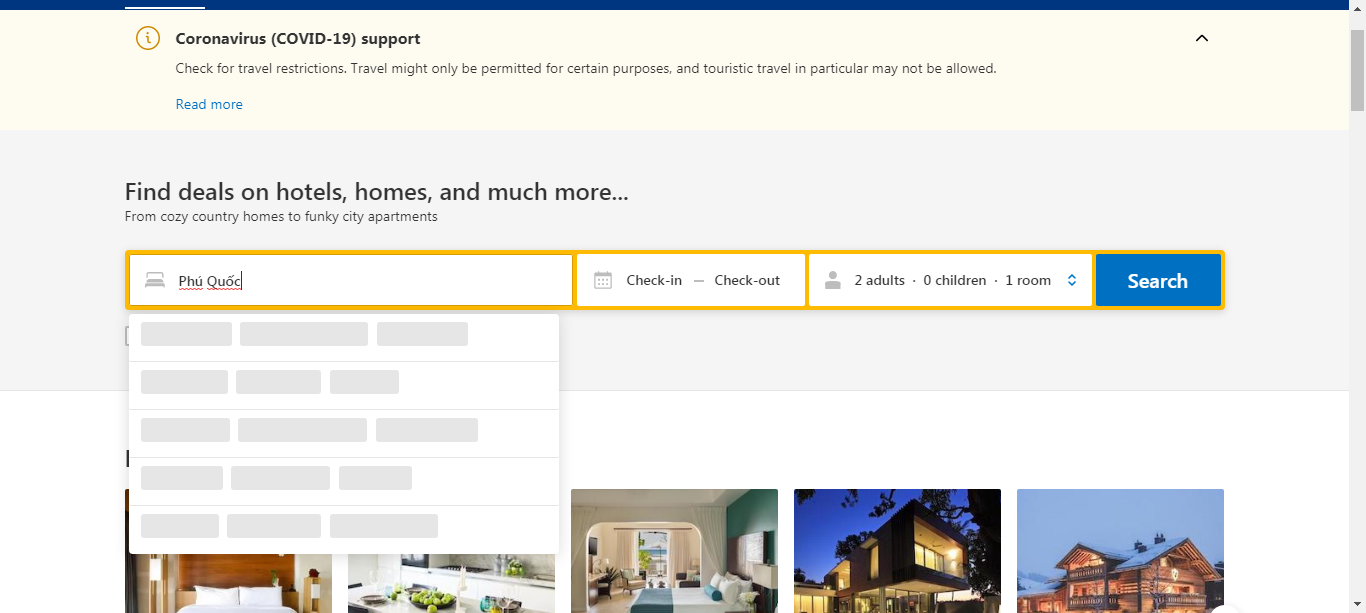 Coronavirus (COVID-19) support
Check for travel restrictions. Travel might only be permitted for certain purposes, and touristic travel in particular may not be allowed.
Read more
Find deals on hotels, homes, and much more...
From cozy country homes to funky city apartments
Phú Quốc
Check-in — Check-out
2 adults · 0 children · 1 room
Search